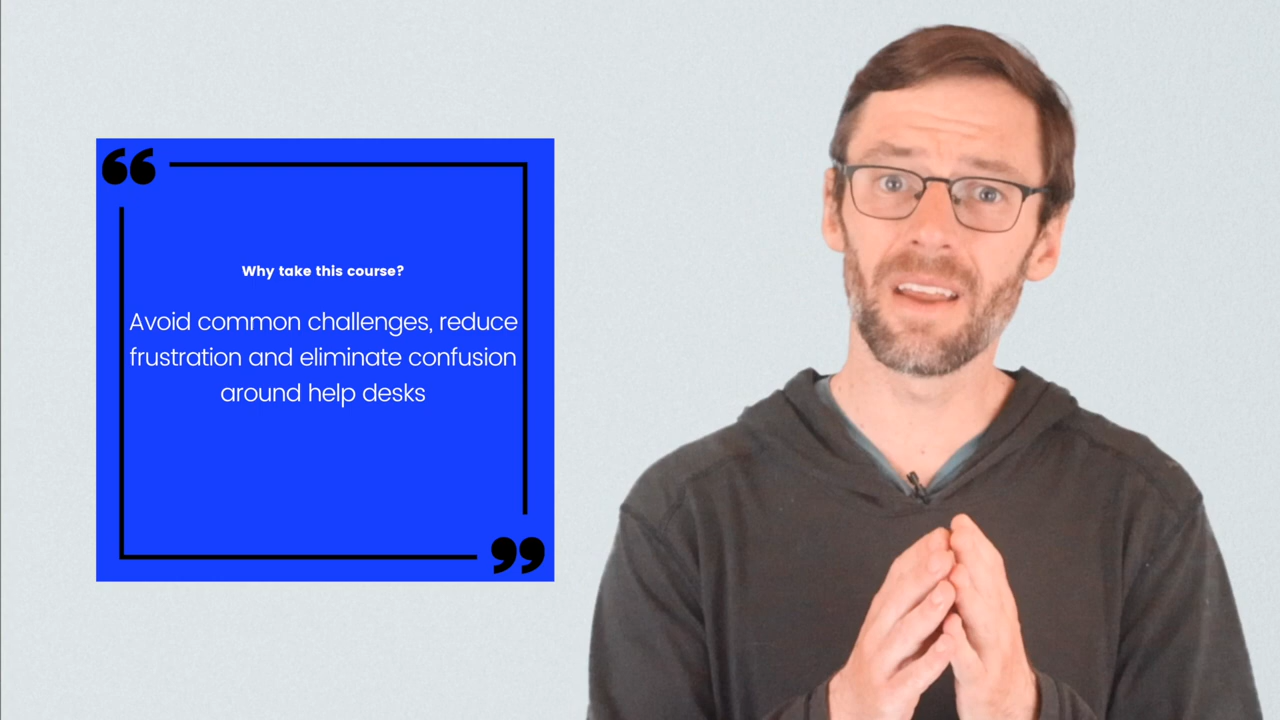 “
Why take this course?
Avoid common challenges, reduce
frustration and eliminate confusion
around help desks
”